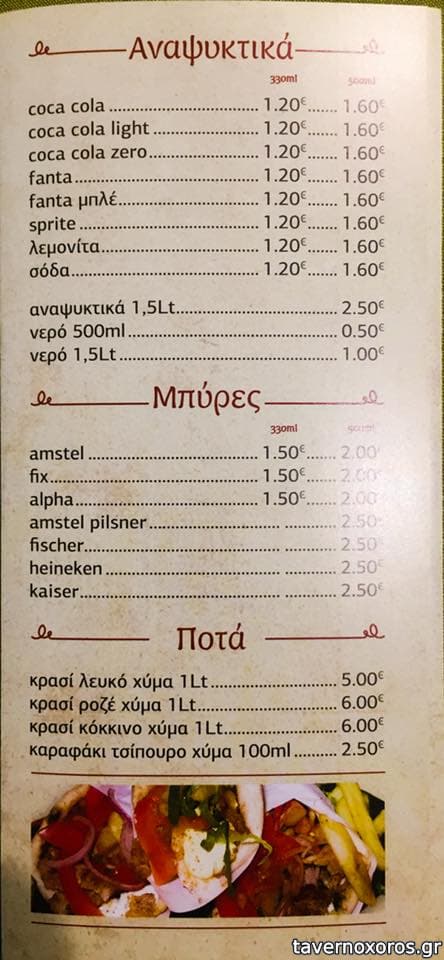 Αναψυκτικά
330ml 500ml
coca cola 1.20€ 1.60€
coca cola light 1.20€ 1.60€
coca cola zero 1.20€ 1.60€
fanta 1.20€ 1.60€
fanta μπλέ 1.20€ 1.60€
sprite 1.20€ 1.60€
λεμονίτα 1.20€ 1.60€
σόδα 1.20€ 1.60€
αναψυκτικά 1,5Lt 2.50€
νερό 500ml 0.50€
νερό 1,5Lt 1.00€
Μπύρες
330ml 500ml
amstel 1.50€ 2.00€
fix 1.50€ 2.00€
alpha 1.50€ 2.00€
amstel pilsner 2.50€
fischer 2.50€
heineken 2.50€
kaiser 2.50€
Ποτά
κρασί λευκό χύμα 1Lt 5.00€
κρασί ροζέ χύμα 1Lt 6.00€
κρασί κόκκινο χύμα 1Lt 6.00€
καραφάκι τσίπουρο χύμα 100ml 2.50€
tavernoxoros.gr